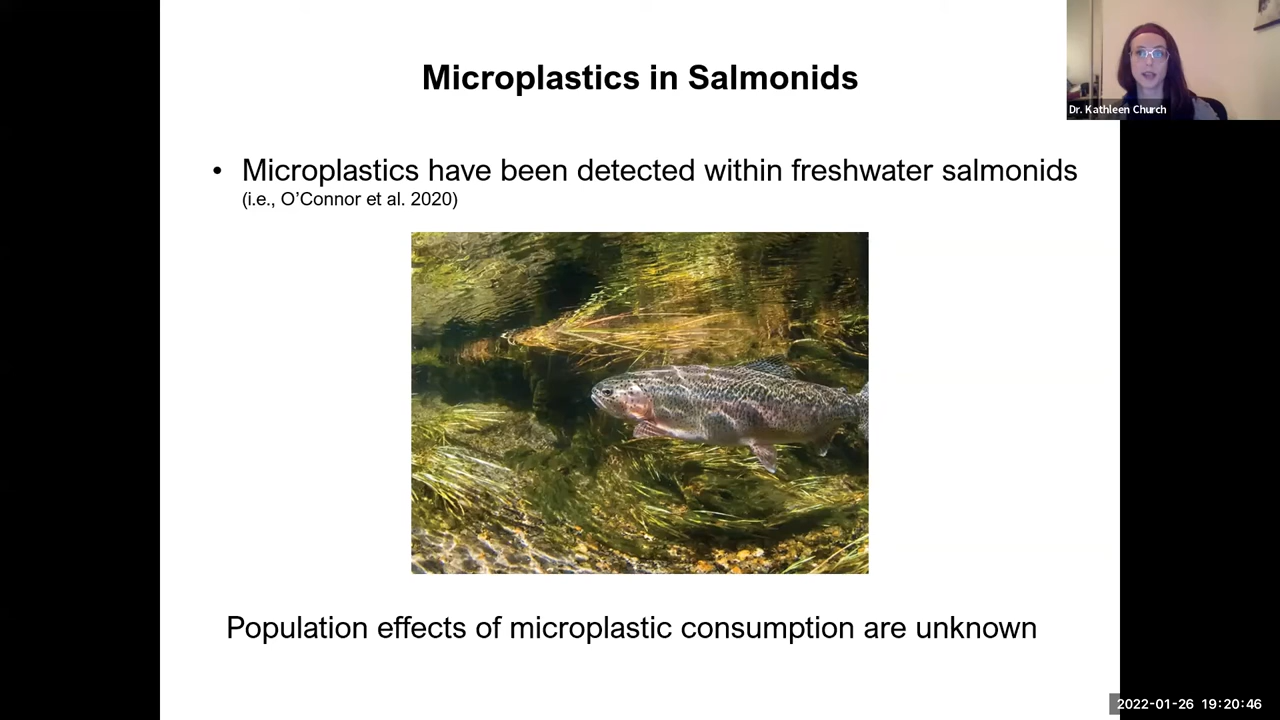 Microplastics in Salmonids
Dr. Kathleen Church
• Microplastics have been detected within freshwater salmonids
(i.e., O’Connor et al. 2020)
Population effects of microplastic consumption are unknown
2022-01-26 19:20:46